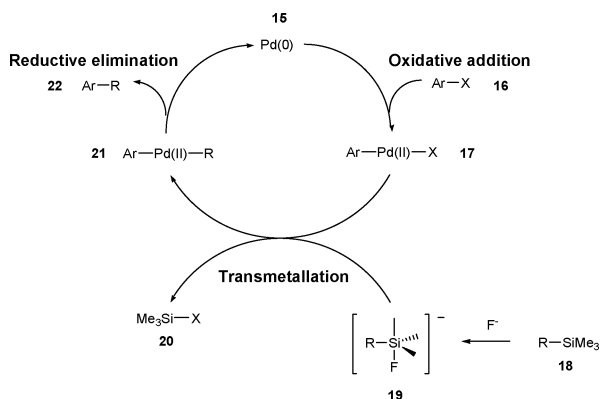 15
Pd(0)
Reductive elimination
22 Ar—R
Oxidative addition
Ar—X 16
21 Ar—Pd(II)—R
Ar—Pd(II)—X 17
Transmetallation
Me3Si—X
20
R—Si
F
−
19
F-
R—SiMe3
18